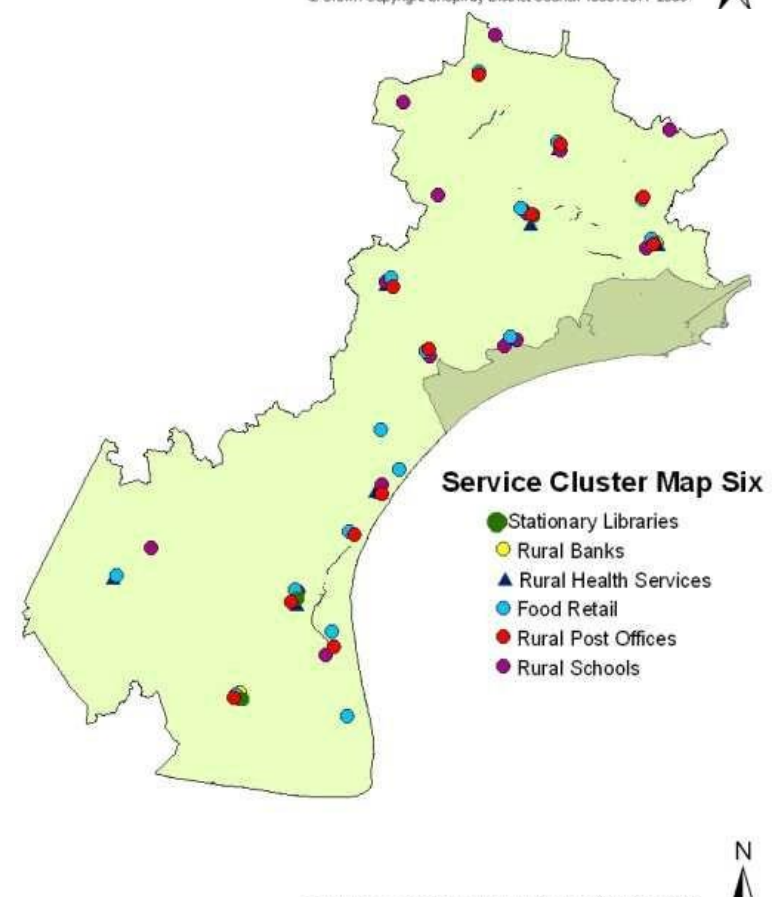 Service Cluster Map Six
Stationary Libraries
Rural Banks
Rural Health Services
Food Retail
Rural Post Offices
Rural Schools
N